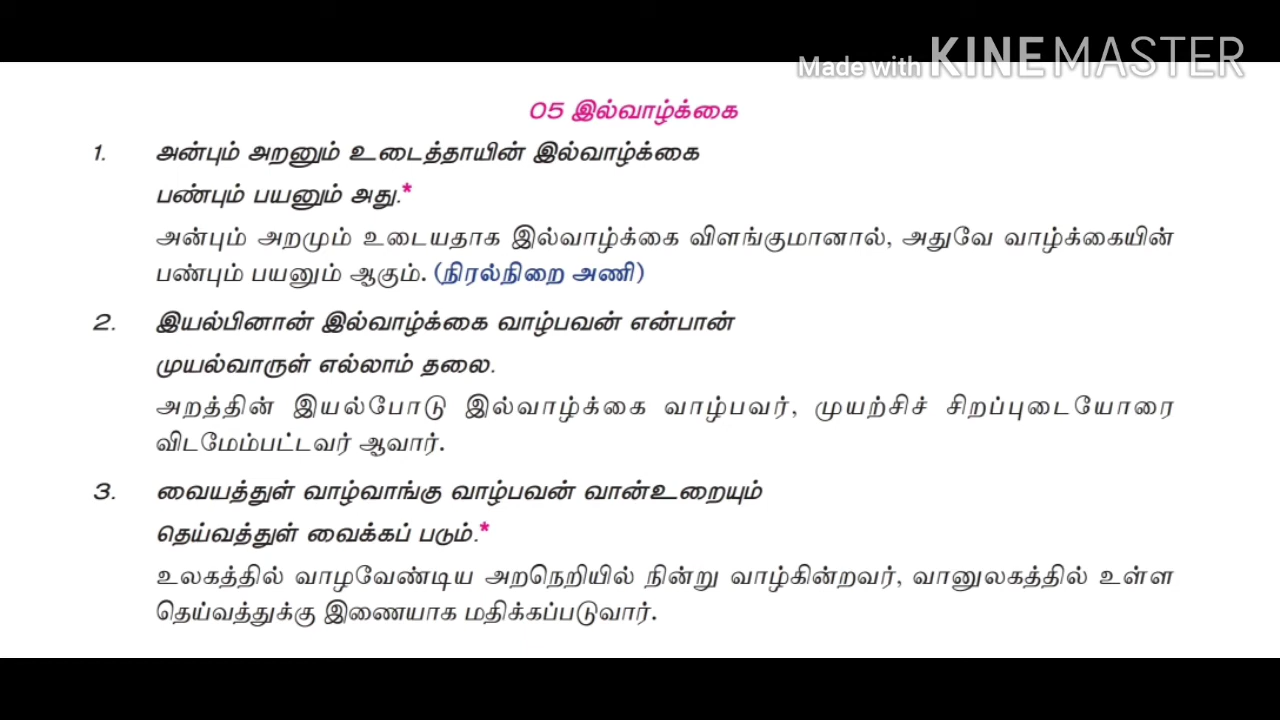 Made with KINEMASTER
05 இல்வாழ்க்கை
1. அன்பும் அறனும் உடைத்தாயின் இல்வாழ்க்கை
பண்பும் பயனும் அது.*
அன்பும் அறமும் உடையதாக இல்வாழ்க்கை விளங்குமானால், அதுவே வாழ்க்கையின்
பண்பும் பயனும் ஆகும். (நிரல்நிறை அணி)
2. இயல்பினான் இல்வாழ்க்கை வாழ்பவன் என்பான்
முயல்வாருள் எல்லாம் தலை.
அறத்தின் இயல்போடு இல்வாழ்க்கை வாழ்பவர், முயற்சிச் சிறப்புடையோரை
விடமேம்பட்டவர் ஆவார்.
3. வையத்துள் வாழ்வாங்கு வாழ்பவன் வான்உறையும்
தெய்வத்துள் வைக்கப் படும்.*
உலகத்தில் வாழவேண்டிய அறநெறியில் நின்று வாழ்கின்றவர், வானுலகத்தில் உள்ள
தெய்வத்துக்கு இணையாக மதிக்கப்படுவார்.